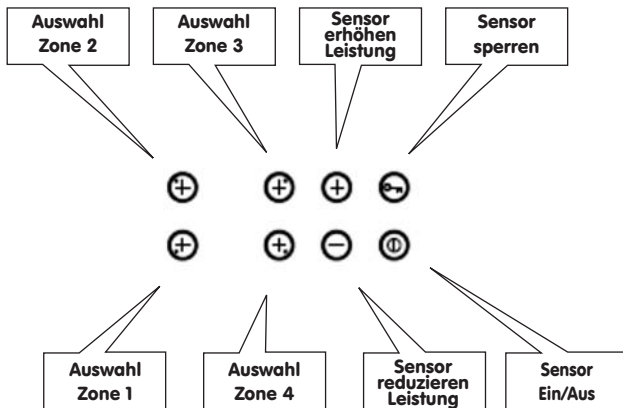 Auswahl
Zone 2
Auswahl
Zone 3
Sensor
erhöhen
Leistung
Sensor
sperren
Auswahl
Zone 1
Auswahl
Zone 4
Sensor
reduzieren
Leistung
Sensor
Ein/Aus